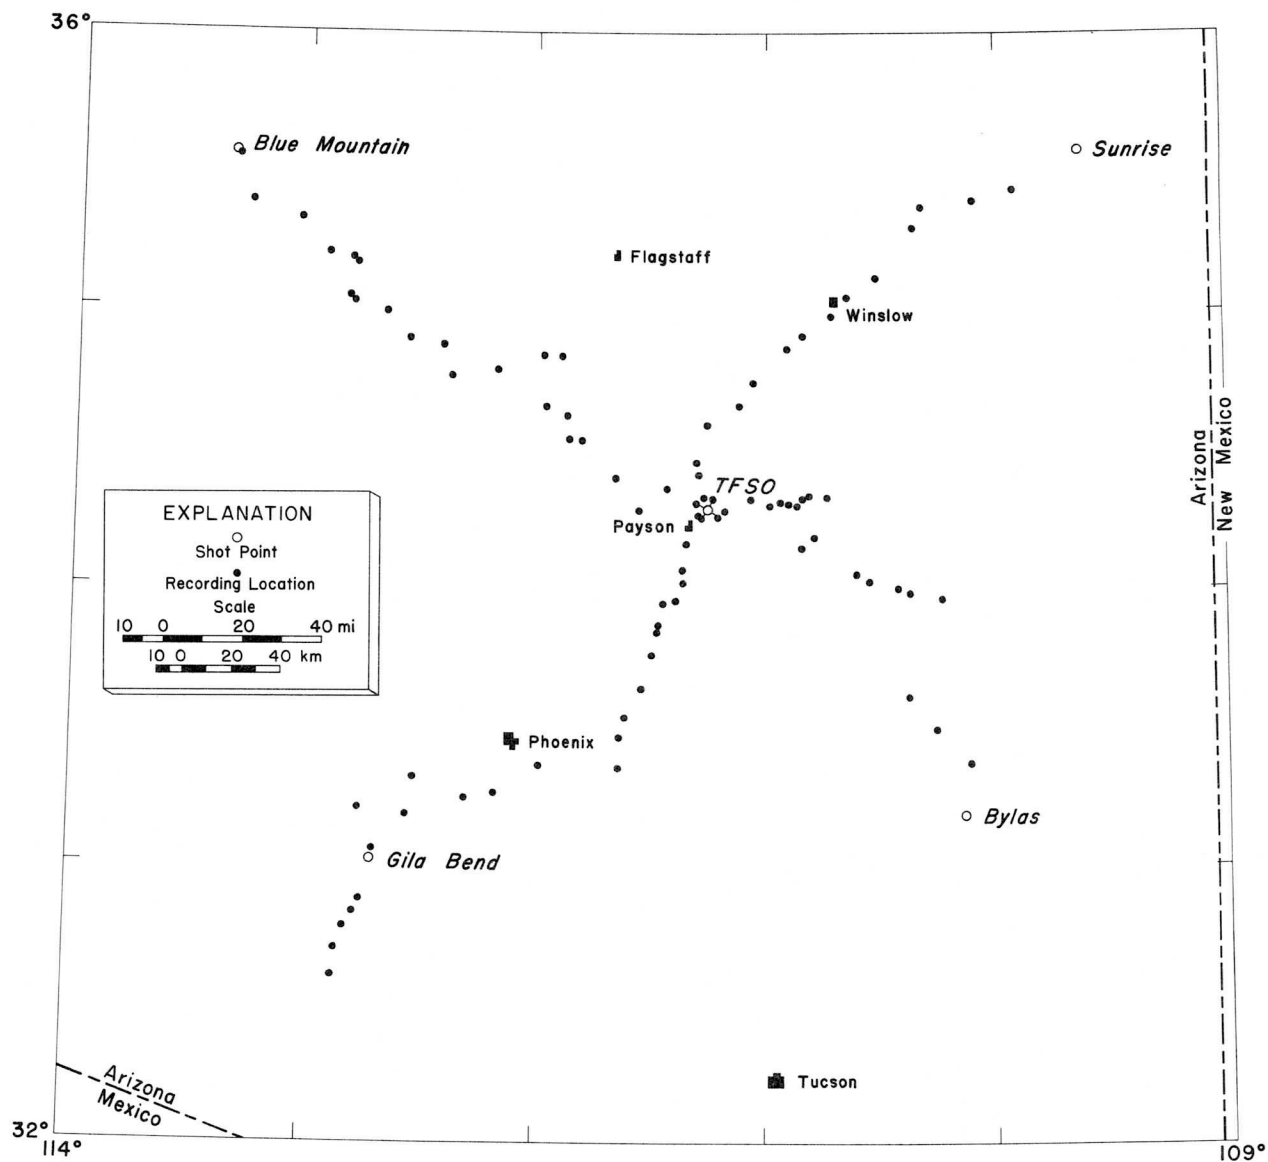 36°
Blue Mountain
Sunrise
Flagstaff
Winslow
Arizona
New Mexico
TFSO
Payson
EXPLANATION
Shot Point
Recording Location
Scale
10 0 20 40 mi
10 0 20 40 km
Phoenix
Bylas
Gila Bend
Tucson
Arizona
Mexico
32°
114°
109°